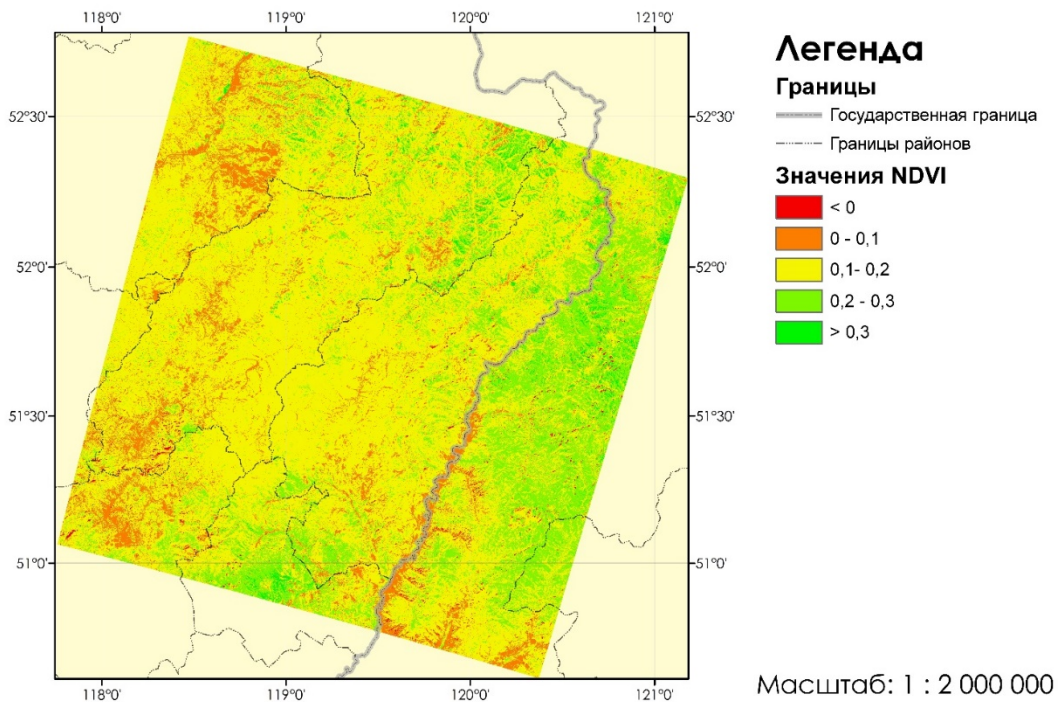 118°0' 119°0' 120°0' 121°0'
52°30' 52°30'
52°0' 52°0'
51°30' 51°30'
51°0' 51°0'
118°0' 119°0' 120°0' 121°0'
Легенда
Границы
Государственная граница
Границы районов
Значения NDVI
< 0
0 - 0,1
0,1- 0,2
0,2 - 0,3
> 0,3
Масштаб: 1 : 2 000 000